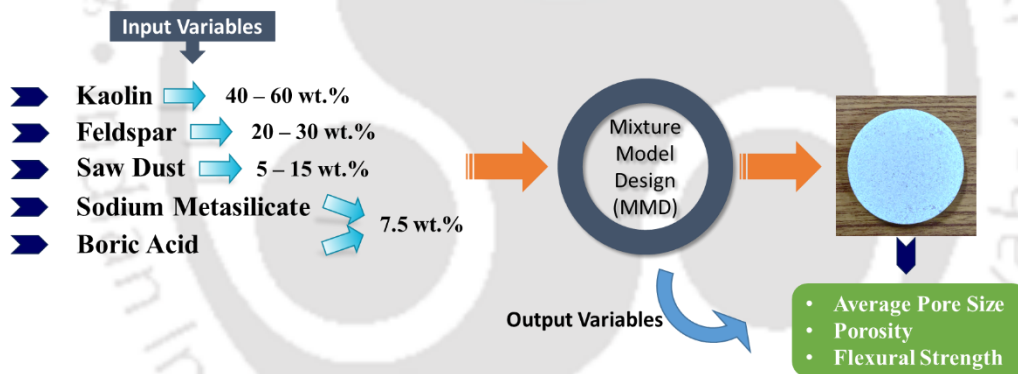 Input Variables
Kaolin 40 – 60 wt.%
Feldspar 20 – 30 wt.%
Saw Dust 5 – 15 wt.%
Sodium Metasilicate
7.5 wt.%
Boric Acid
Mixture
Model
Design
(MMD)
Output Variables
• Average Pore Size
• Porosity
• Flexural Strength